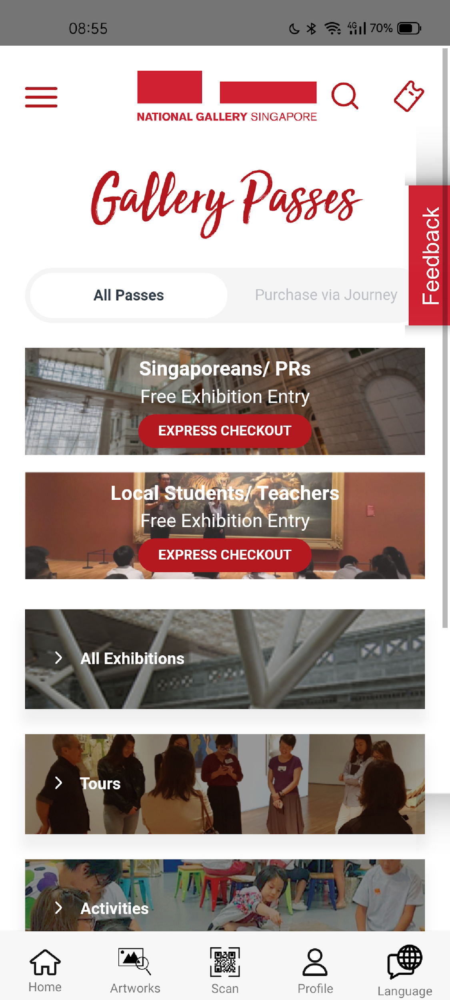 08:55
4G 70%
NATIONAL GALLERY SINGAPORE
Gallery Passes
Feedback
All Passes
Purchase via Journey
Singaporeans/ PRs
Free Exhibition Entry
EXPRESS CHECKOUT
Local Students/ Teachers
Free Exhibition Entry
EXPRESS CHECKOUT
All Exhibitions
Tours
Activities
Home
Artworks
Scan
Profile
Language